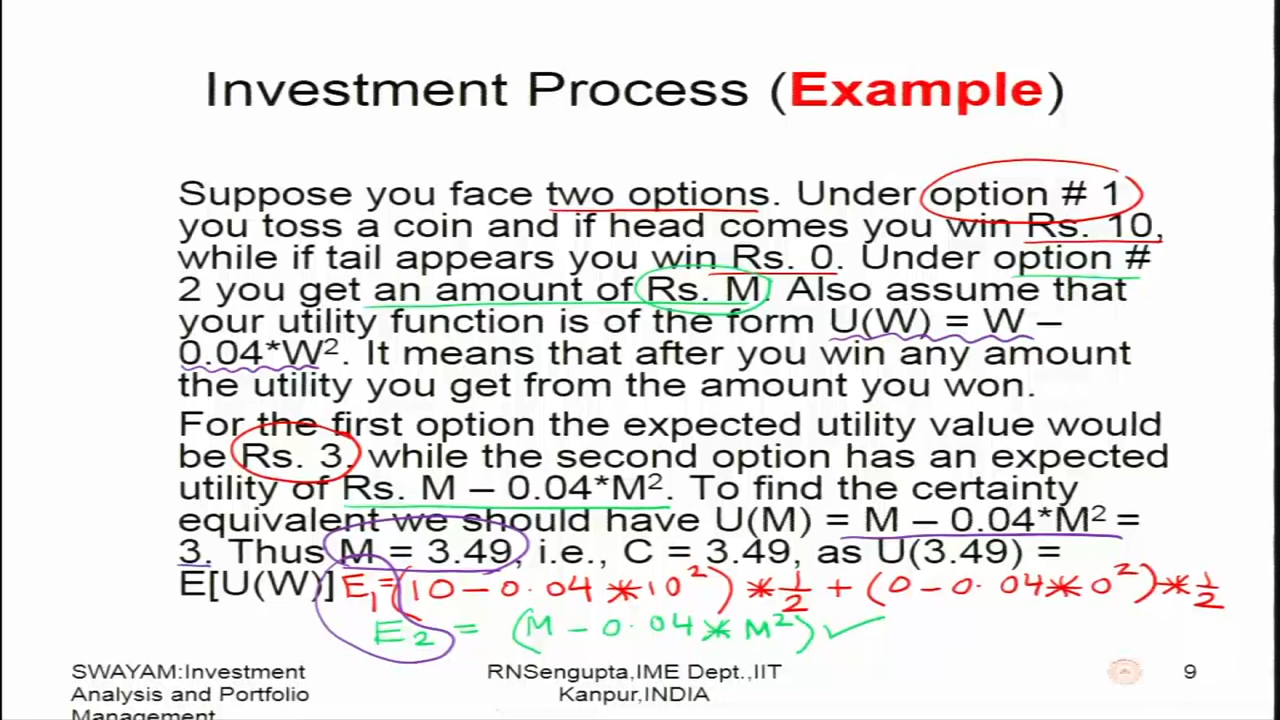 Investment Process (Example)
Suppose you face two options. Under option # 1
you toss a coin and if head comes you win Rs. 10,
while if tail appears you win Rs. 0. Under option #
2 you get an amount of Rs. M. Also assume that
your utility function is of the form U(W) = W –
0.04*W². It means that after you win any amount
the utility you get from the amount you won.
For the first option the expected utility value would
be Rs. 3, while the second option has an expected
utility of Rs. M – 0.04*M². To find the certainty
equivalent we should have U(M) = M – 0.04*M² =
3. Thus M = 3.49, i.e., C = 3.49, as U(3.49) =
E[U(W)] E₁=(10-0.04*10²)*½+(0-0.04*0²)*½
E₂ = (M-0.04*M²)✓
SWAYAM:Investment
Analysis and Portfolio
Management
RNSengupta,IME Dept.,IIT
Kanpur,INDIA
9